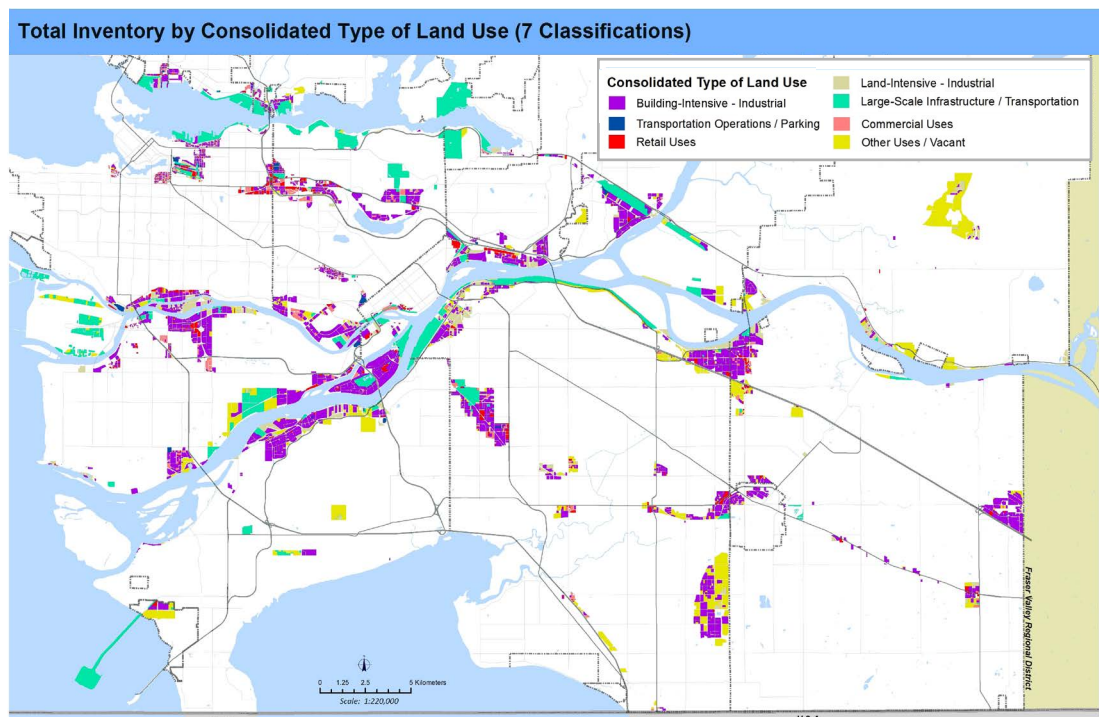 Total Inventory by Consolidated Type of Land Use (7 Classifications)
Consolidated Type of Land Use
Building-Intensive - Industrial
Transportation Operations / Parking
Retail Uses
Land-Intensive - Industrial
Large-Scale Infrastructure / Transportation
Commercial Uses
Other Uses / Vacant
Fraser Valley Regional District
0 1.25 2.5 5 Kilometers
Scale: 1:220,000